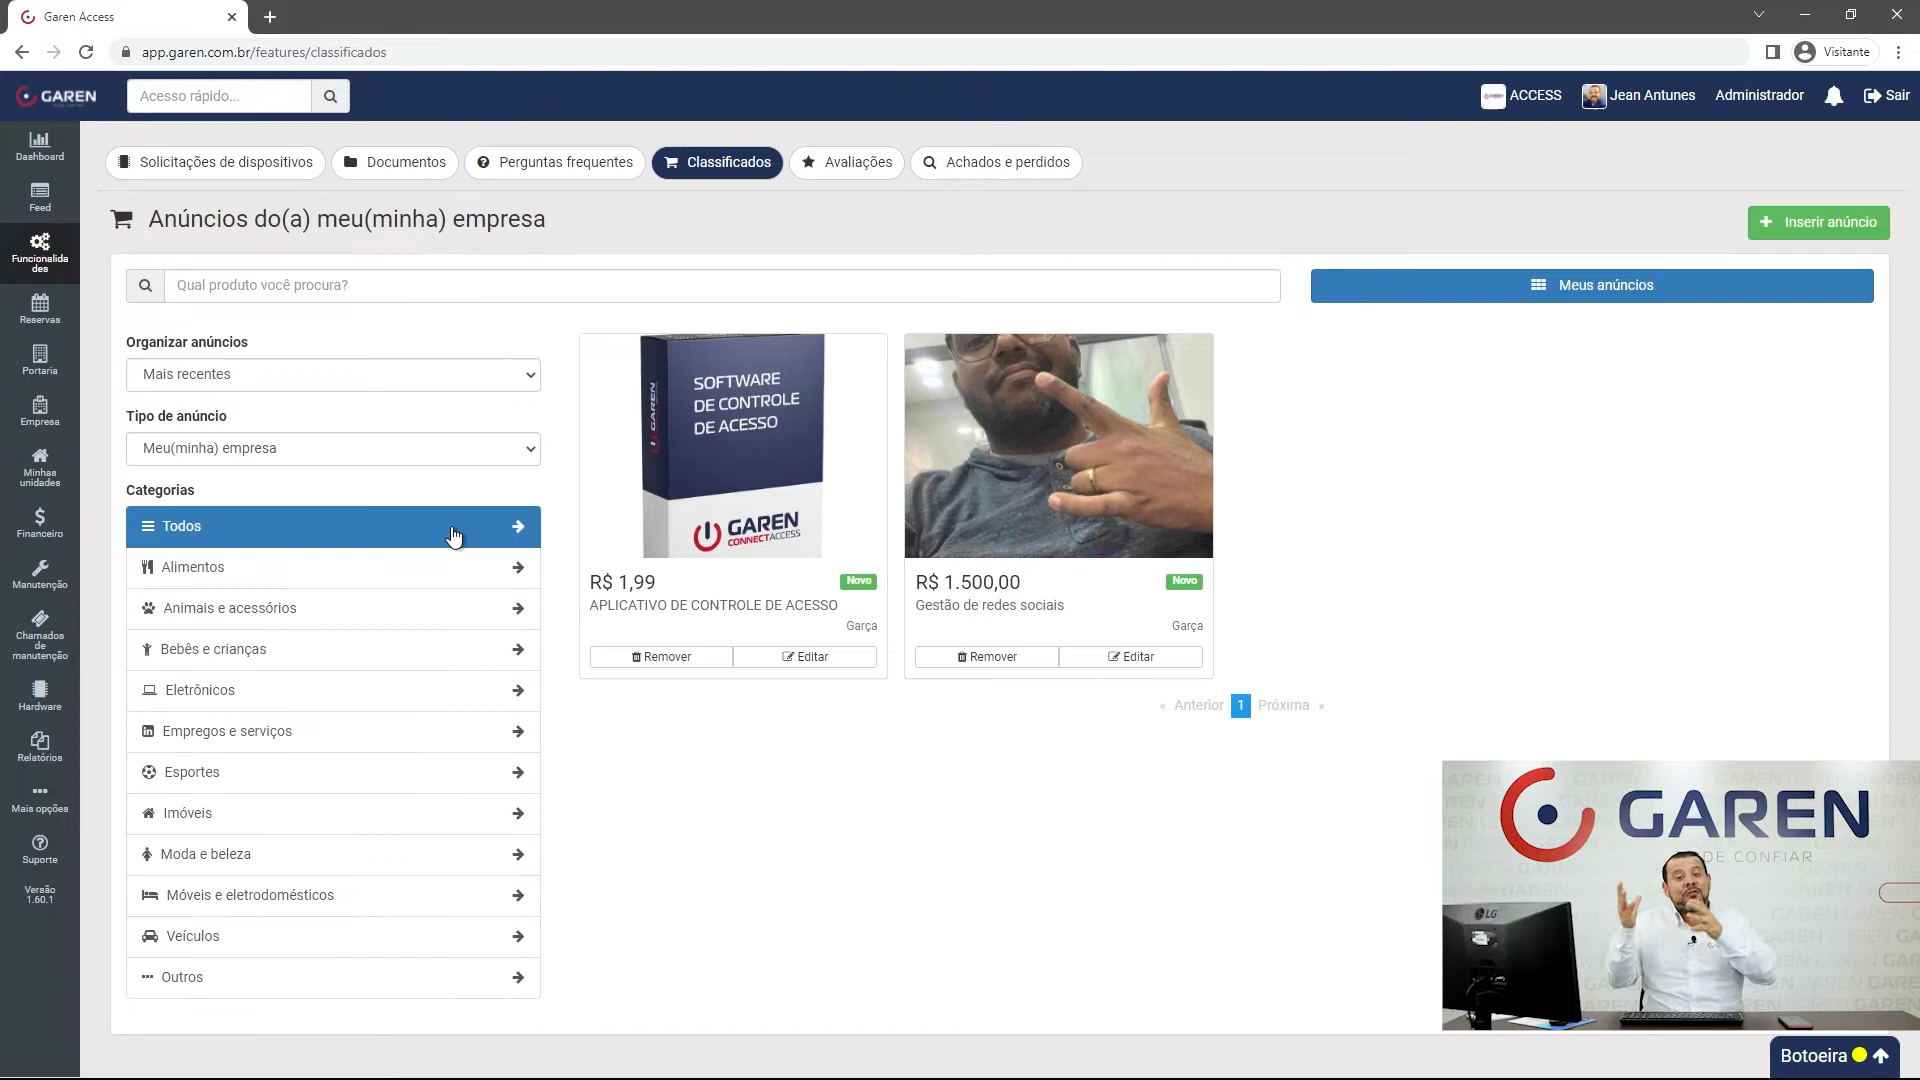 Garen Access
app.garen.com.br/features/classificados
Visitante
GAREN
Acesso rápido...
ACCESS
Jean Antunes
Administrador
Sair
Dashboard
Feed
Funcionalida
des
Reservas
Portaria
Empresa
Minhas
unidades
Financeiro
Manutenção
Chamados
de
manutenção
Hardware
Relatórios
Mais opções
Suporte
Versão
1.60.1
Solicitações de dispositivos
Documentos
Perguntas frequentes
Classificados
Avaliações
Achados e perdidos
Anúncios do(a) meu(minha) empresa
+ Inserir anúncio
Qual produto você procura?
Meus anúncios
Organizar anúncios
Mais recentes
Tipo de anúncio
Meu(minha) empresa
Categorias
Todos
Alimentos
Animais e acessórios
Bebês e crianças
Eletrônicos
Empregos e serviços
Esportes
Imóveis
Moda e beleza
Móveis e eletrodomésticos
Veículos
Outros
GAREN
SOFTWARE
DE CONTROLE
DE ACESSO
GAREN
CONNECTACCESS
R$ 1,99
Novo
APLICATIVO DE CONTROLE DE ACESSO
Garça
Remover
Editar
R$ 1.500,00
Novo
Gestão de redes sociais
Garça
Remover
Editar
« Anterior 1 Próxima »
GAREN
DE CONFIAR
LG
Botoeira